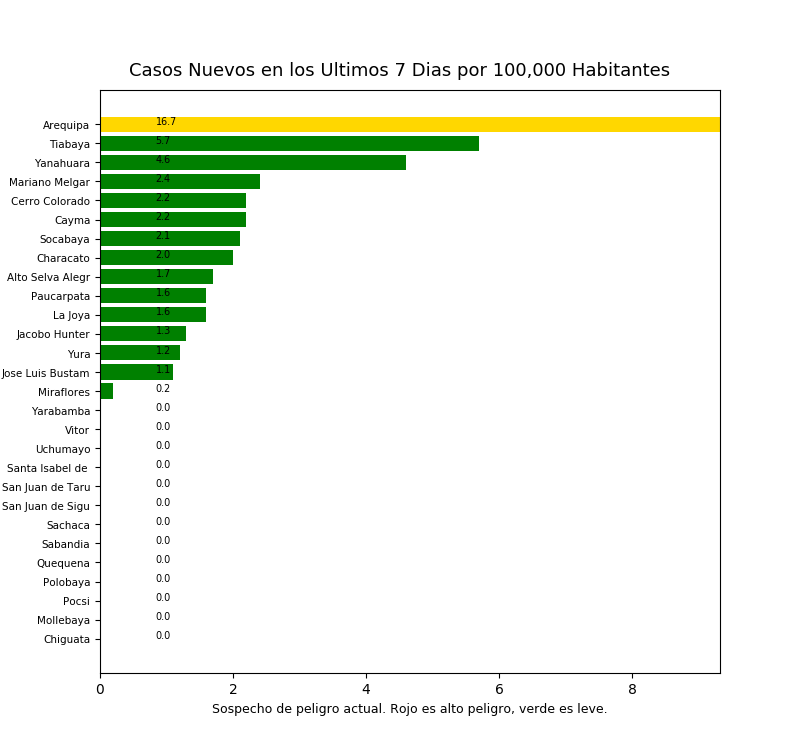 Casos Nuevos en los Ultimos 7 Dias por 100,000 Habitantes
Arequipa 16.7
Tiabaya 5.7
Yanahuara 4.6
Mariano Melgar 2.4
Cerro Colorado 2.2
Cayma 2.2
Socabaya 2.1
Characato 2.0
Alto Selva Alegr 1.7
Paucarpata 1.6
La Joya 1.6
Jacobo Hunter 1.3
Yura 1.2
Jose Luis Bustam 1.1
Miraflores 0.2
Yarabamba 0.0
Vitor 0.0
Uchumayo 0.0
Santa Isabel de 0.0
San Juan de Taru 0.0
San Juan de Sigu 0.0
Sachaca 0.0
Sabandia 0.0
Quequena 0.0
Polobaya 0.0
Pocsi 0.0
Mollebaya 0.0
Chiguata 0.0
0 2 4 6 8
Sospecho de peligro actual. Rojo es alto peligro, verde es leve.